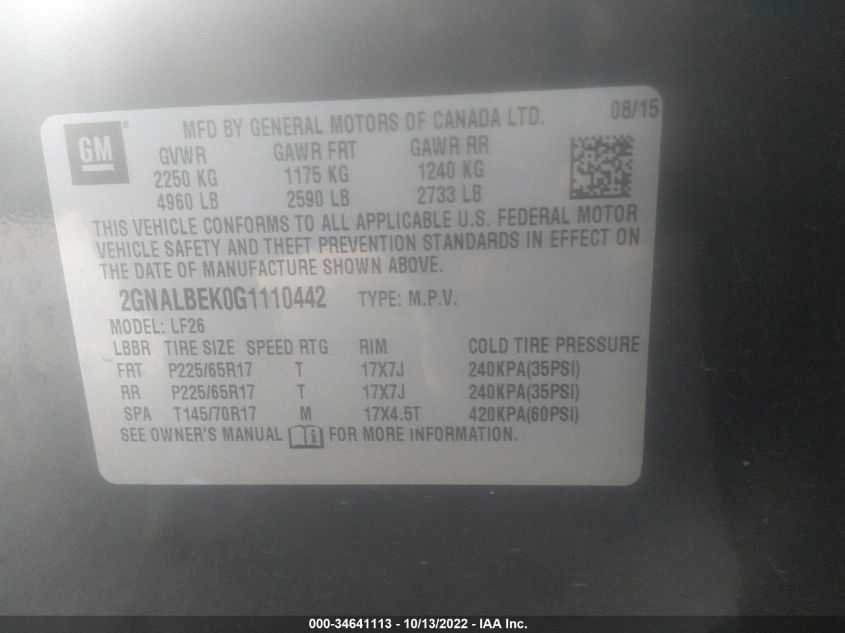 GM ®
MFD BY GENERAL MOTORS OF CANADA LTD.
08/15
GVWR GAWR FRT GAWR RR
2250 KG 1175 KG 1240 KG
4960 LB 2590 LB 2733 LB
THIS VEHICLE CONFORMS TO ALL APPLICABLE U.S. FEDERAL MOTOR
VEHICLE SAFETY AND THEFT PREVENTION STANDARDS IN EFFECT ON
THE DATE OF MANUFACTURE SHOWN ABOVE.
2GNALBEK0G1110442 TYPE: M.P.V.
MODEL: LF26
LBBR TIRE SIZE SPEED RTG RIM COLD TIRE PRESSURE
FRT P225/65R17 T 17X7J 240KPA(35PSI)
RR P225/65R17 T 17X7J 240KPA(35PSI)
SPA T145/70R17 M 17X4.5T 420KPA(60PSI)
SEE OWNER'S MANUAL FOR MORE INFORMATION.
000-34641113 - 10/13/2022 - IAA Inc.